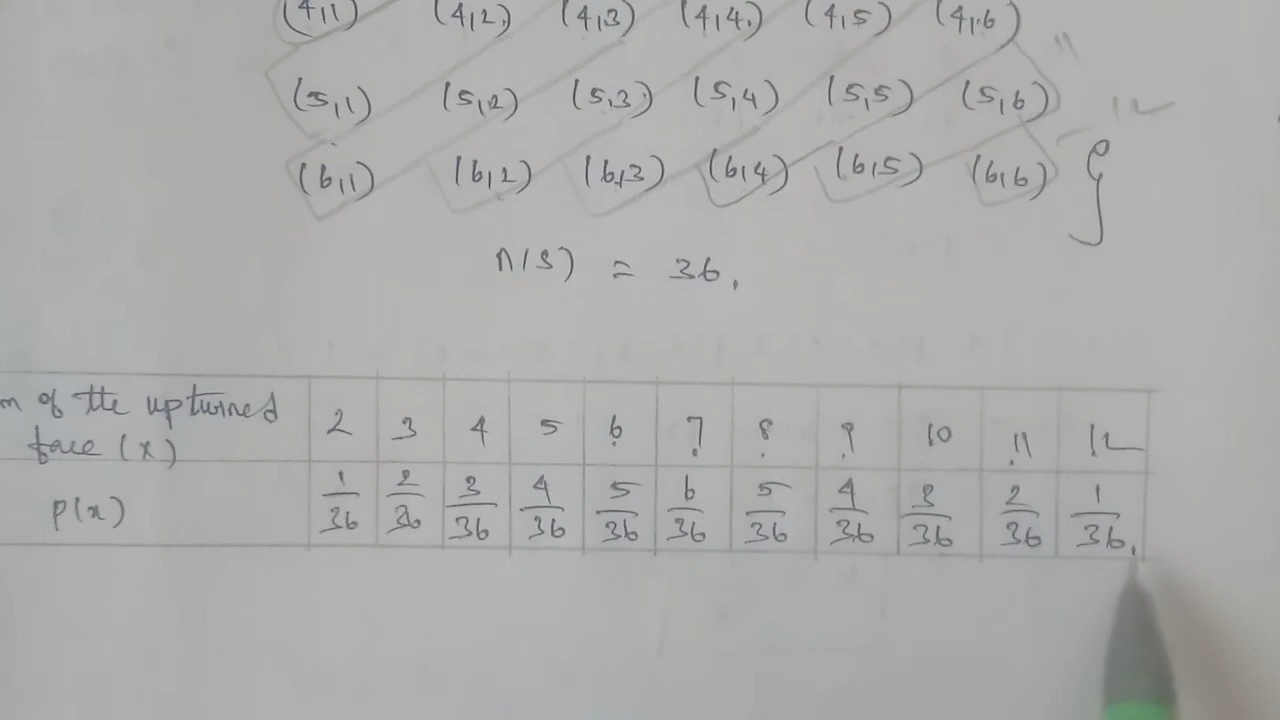 (4,1) (4,2) (4,3) (4,4) (4,5) (4,6)
11
(5,1) (5,2) (5,3) (5,4) (5,5) (5,6)
12
(6,1) (6,2) (6,3) (6,4) (6,5) (6,6) }
n(S) = 36.
m of the upturned
face (x) 2 3 4 5 6 7 8 9 10 11 12
p(x) 1/36 2/36 3/36 4/36 5/36 6/36 5/36 4/36 3/36 2/36 1/36.